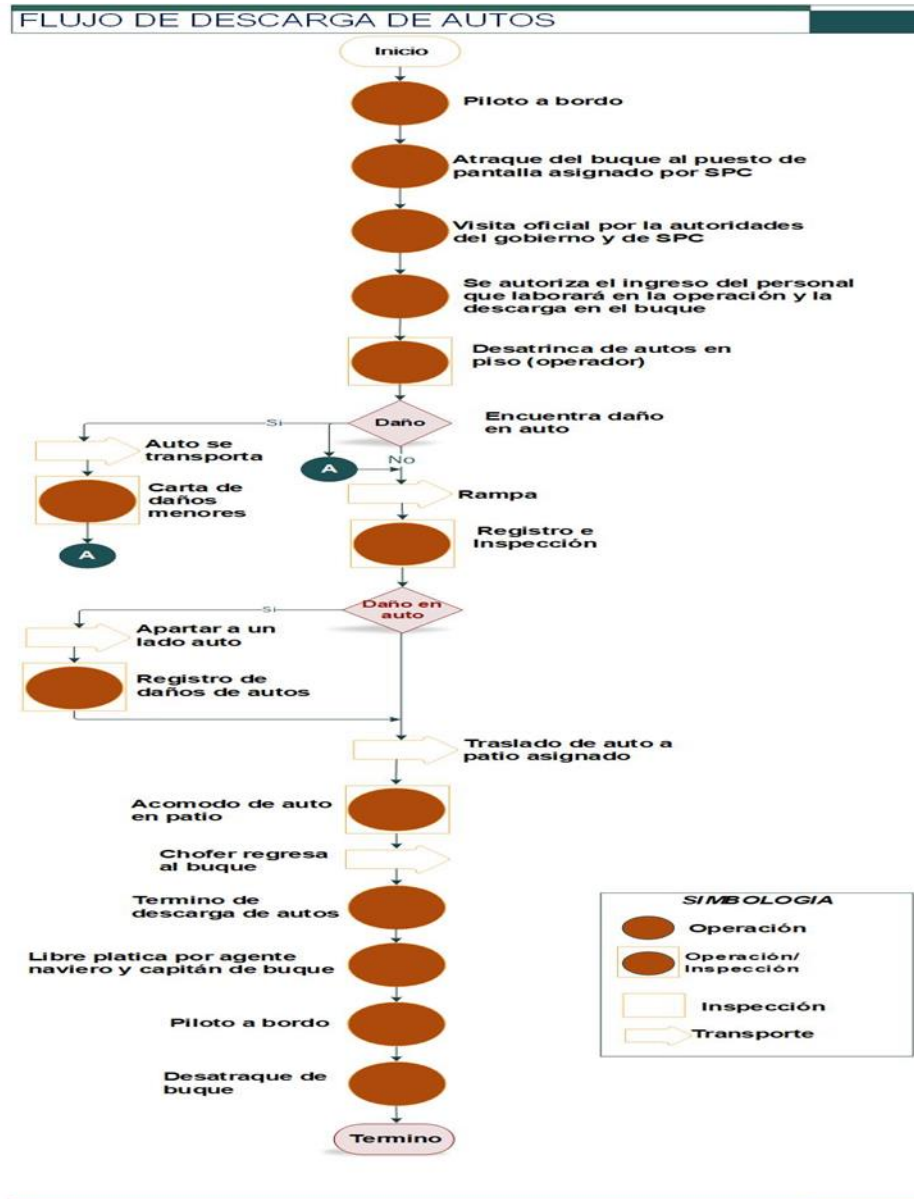 FLUJO DE DESCARGA DE AUTOS
Inicio
Piloto a bordo
Atraque del buque al puesto de
pantalla asignado por SPC
Visita oficial por la autoridades
del gobierno y de SPC
Se autoriza el ingreso del personal
que laborará en la operación y la
descarga en el buque
Desatrinca de autos en
piso (operador)
Daño
Encuentra daño
en auto
Si
No
Auto se
transporta
A
Rampa
Carta de
daños
menores
A
Registro e
Inspección
Daño en
auto
Si
Apartar a un
lado auto
Registro de
daños de autos
Traslado de auto a
patio asignado
Acomodo de auto
en patio
Chofer regresa
al buque
Termino de
descarga de autos
Libre platica por agente
naviero y capitán de buque
Piloto a bordo
Desatraque de
buque
Termino
SIMBOLOGIA
Operación
Operación/
Inspección
Inspección
Transporte